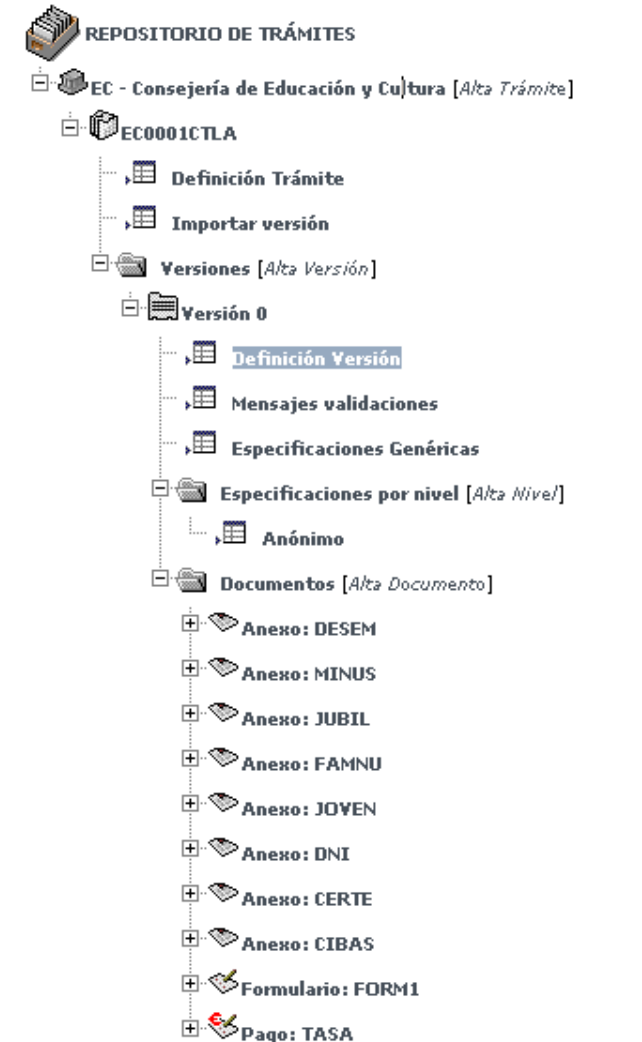 REPOSITORIO DE TRÁMITES
EC - Consejería de Educación y Cultura [Alta Trámite]
EC0001CTLA
Definición Trámite
Importar versión
Versiones [Alta Versión]
Versión 0
Definición Versión
Mensajes validaciones
Especificaciones Genéricas
Especificaciones por nivel [Alta Nivel]
Anónimo
Documentos [Alta Documento]
Anexo: DESEM
Anexo: MINUS
Anexo: JUBIL
Anexo: FAMNU
Anexo: JOVEN
Anexo: DNI
Anexo: CERTE
Anexo: CIBAS
Formulario: FORM1
Pago: TASA